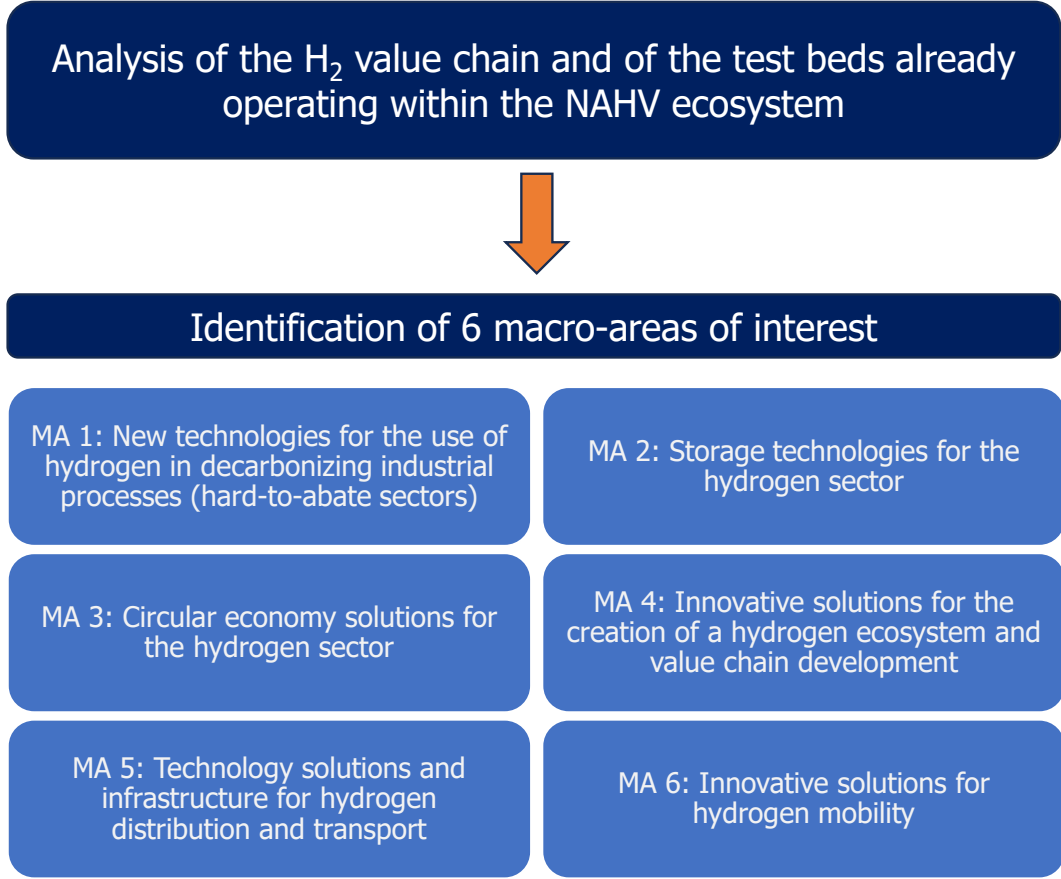 Analysis of the H₂ value chain and of the test beds already
operating within the NAHV ecosystem
Identification of 6 macro-areas of interest
MA 1: New technologies for the use of
hydrogen in decarbonizing industrial
processes (hard-to-abate sectors)
MA 2: Storage technologies for the
hydrogen sector
MA 3: Circular economy solutions for
the hydrogen sector
MA 4: Innovative solutions for the
creation of a hydrogen ecosystem and
value chain development
MA 5: Technology solutions and
infrastructure for hydrogen
distribution and transport
MA 6: Innovative solutions for
hydrogen mobility